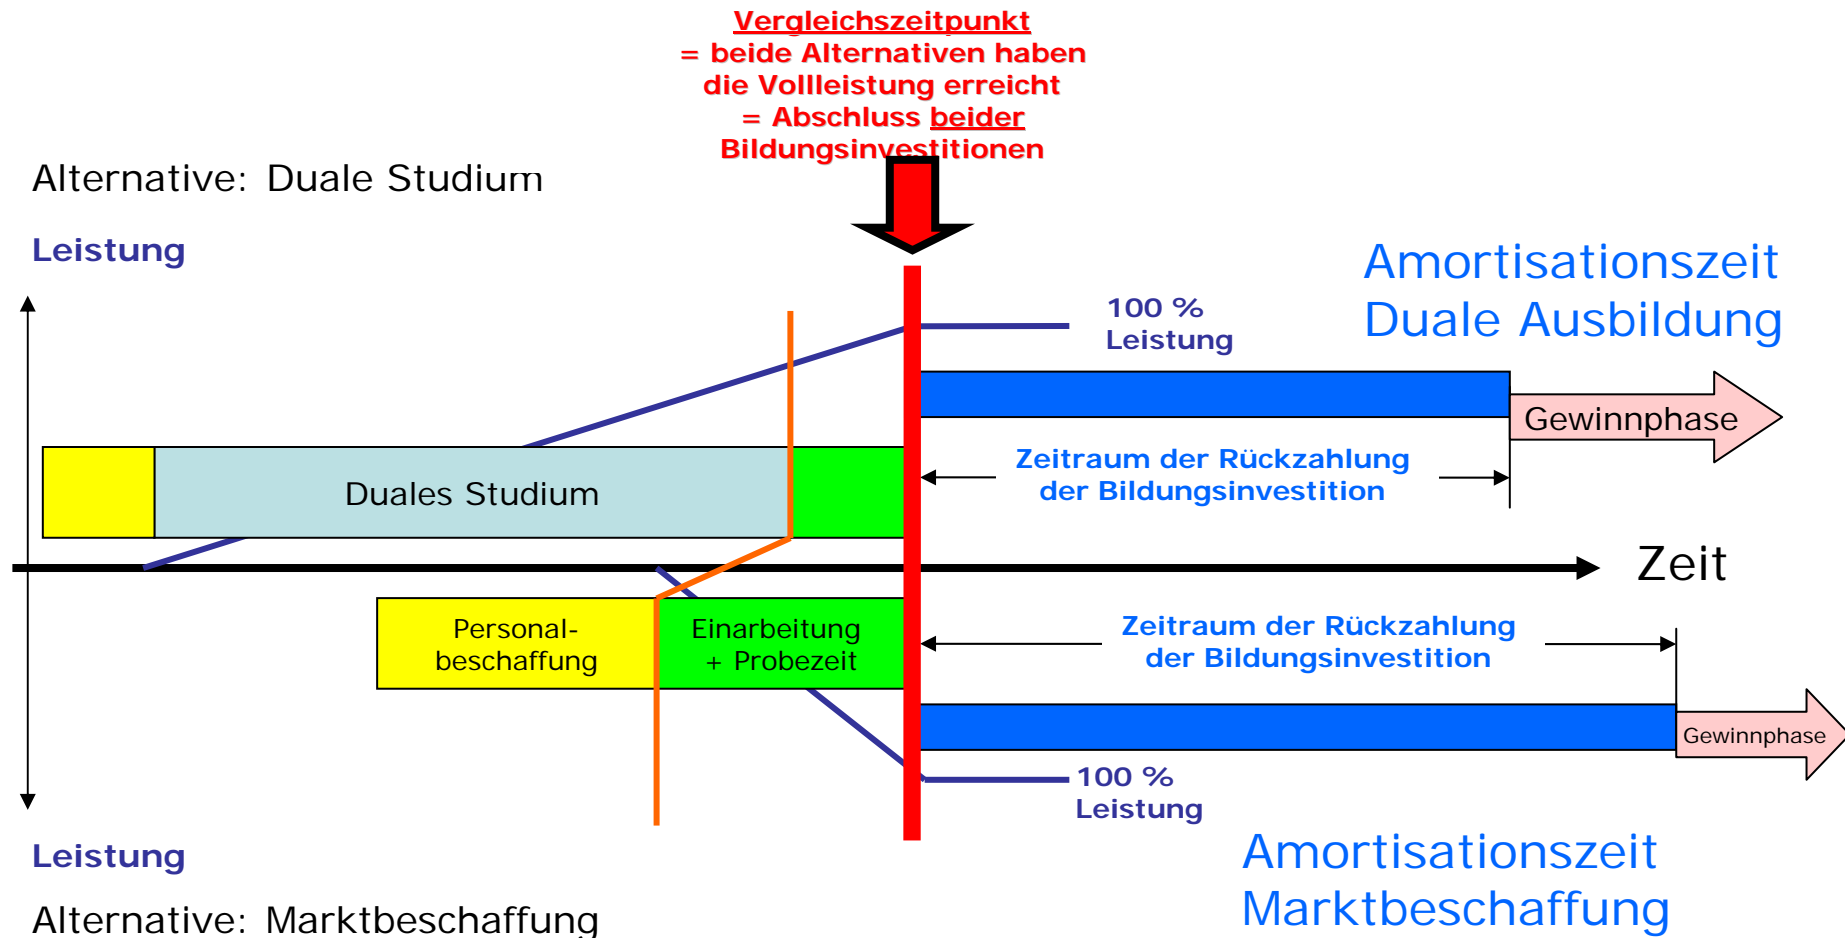 Vergleichszeitpunkt
= beide Alternativen haben
die Vollleistung erreicht
= Abschluss beider
Bildungsinvestitionen
Alternative: Duale Studium
Leistung
Amortisationszeit
Duale Ausbildung
100 %
Leistung
Gewinnphase
Zeitraum der Rückzahlung
der Bildungsinvestition
Duales Studium
Zeit
Personal-
beschaffung
Einarbeitung
+ Probezeit
Zeitraum der Rückzahlung
der Bildungsinvestition
Gewinnphase
100 %
Leistung
Leistung
Amortisationszeit
Marktbeschaffung
Alternative: Marktbeschaffung